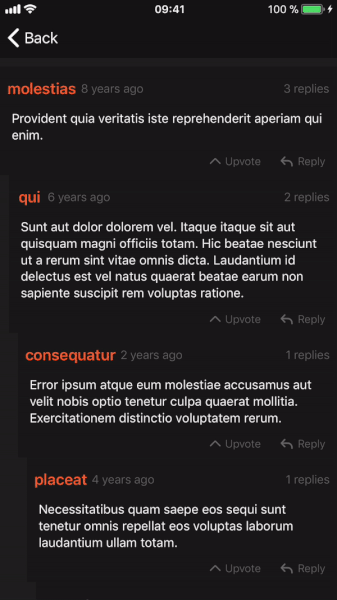 09:41
100 %
Back
molestias 8 years ago 3 replies
Provident quia veritatis iste reprehenderit aperiam qui
enim.
Upvote Reply
qui 6 years ago 2 replies
Sunt aut dolor dolorem vel. Itaque itaque sit aut
quisquam magni officiis totam. Hic beatae nesciunt
ut a rerum sint vitae omnis dicta. Laudantium id
delectus est vel natus quaerat beatae earum non
sapiente suscipit rem voluptas ratione.
Upvote Reply
consequatur 2 years ago 1 replies
Error ipsum atque eum molestiae accusamus aut
velit nobis optio tenetur culpa quaerat mollitia.
Exercitationem distinctio voluptatem rerum.
Upvote Reply
placeat 4 years ago 1 replies
Necessitatibus quam saepe eos sequi sunt
tenetur omnis repellat eos voluptas laborum
laudantium ullam totam.
Upvote Reply